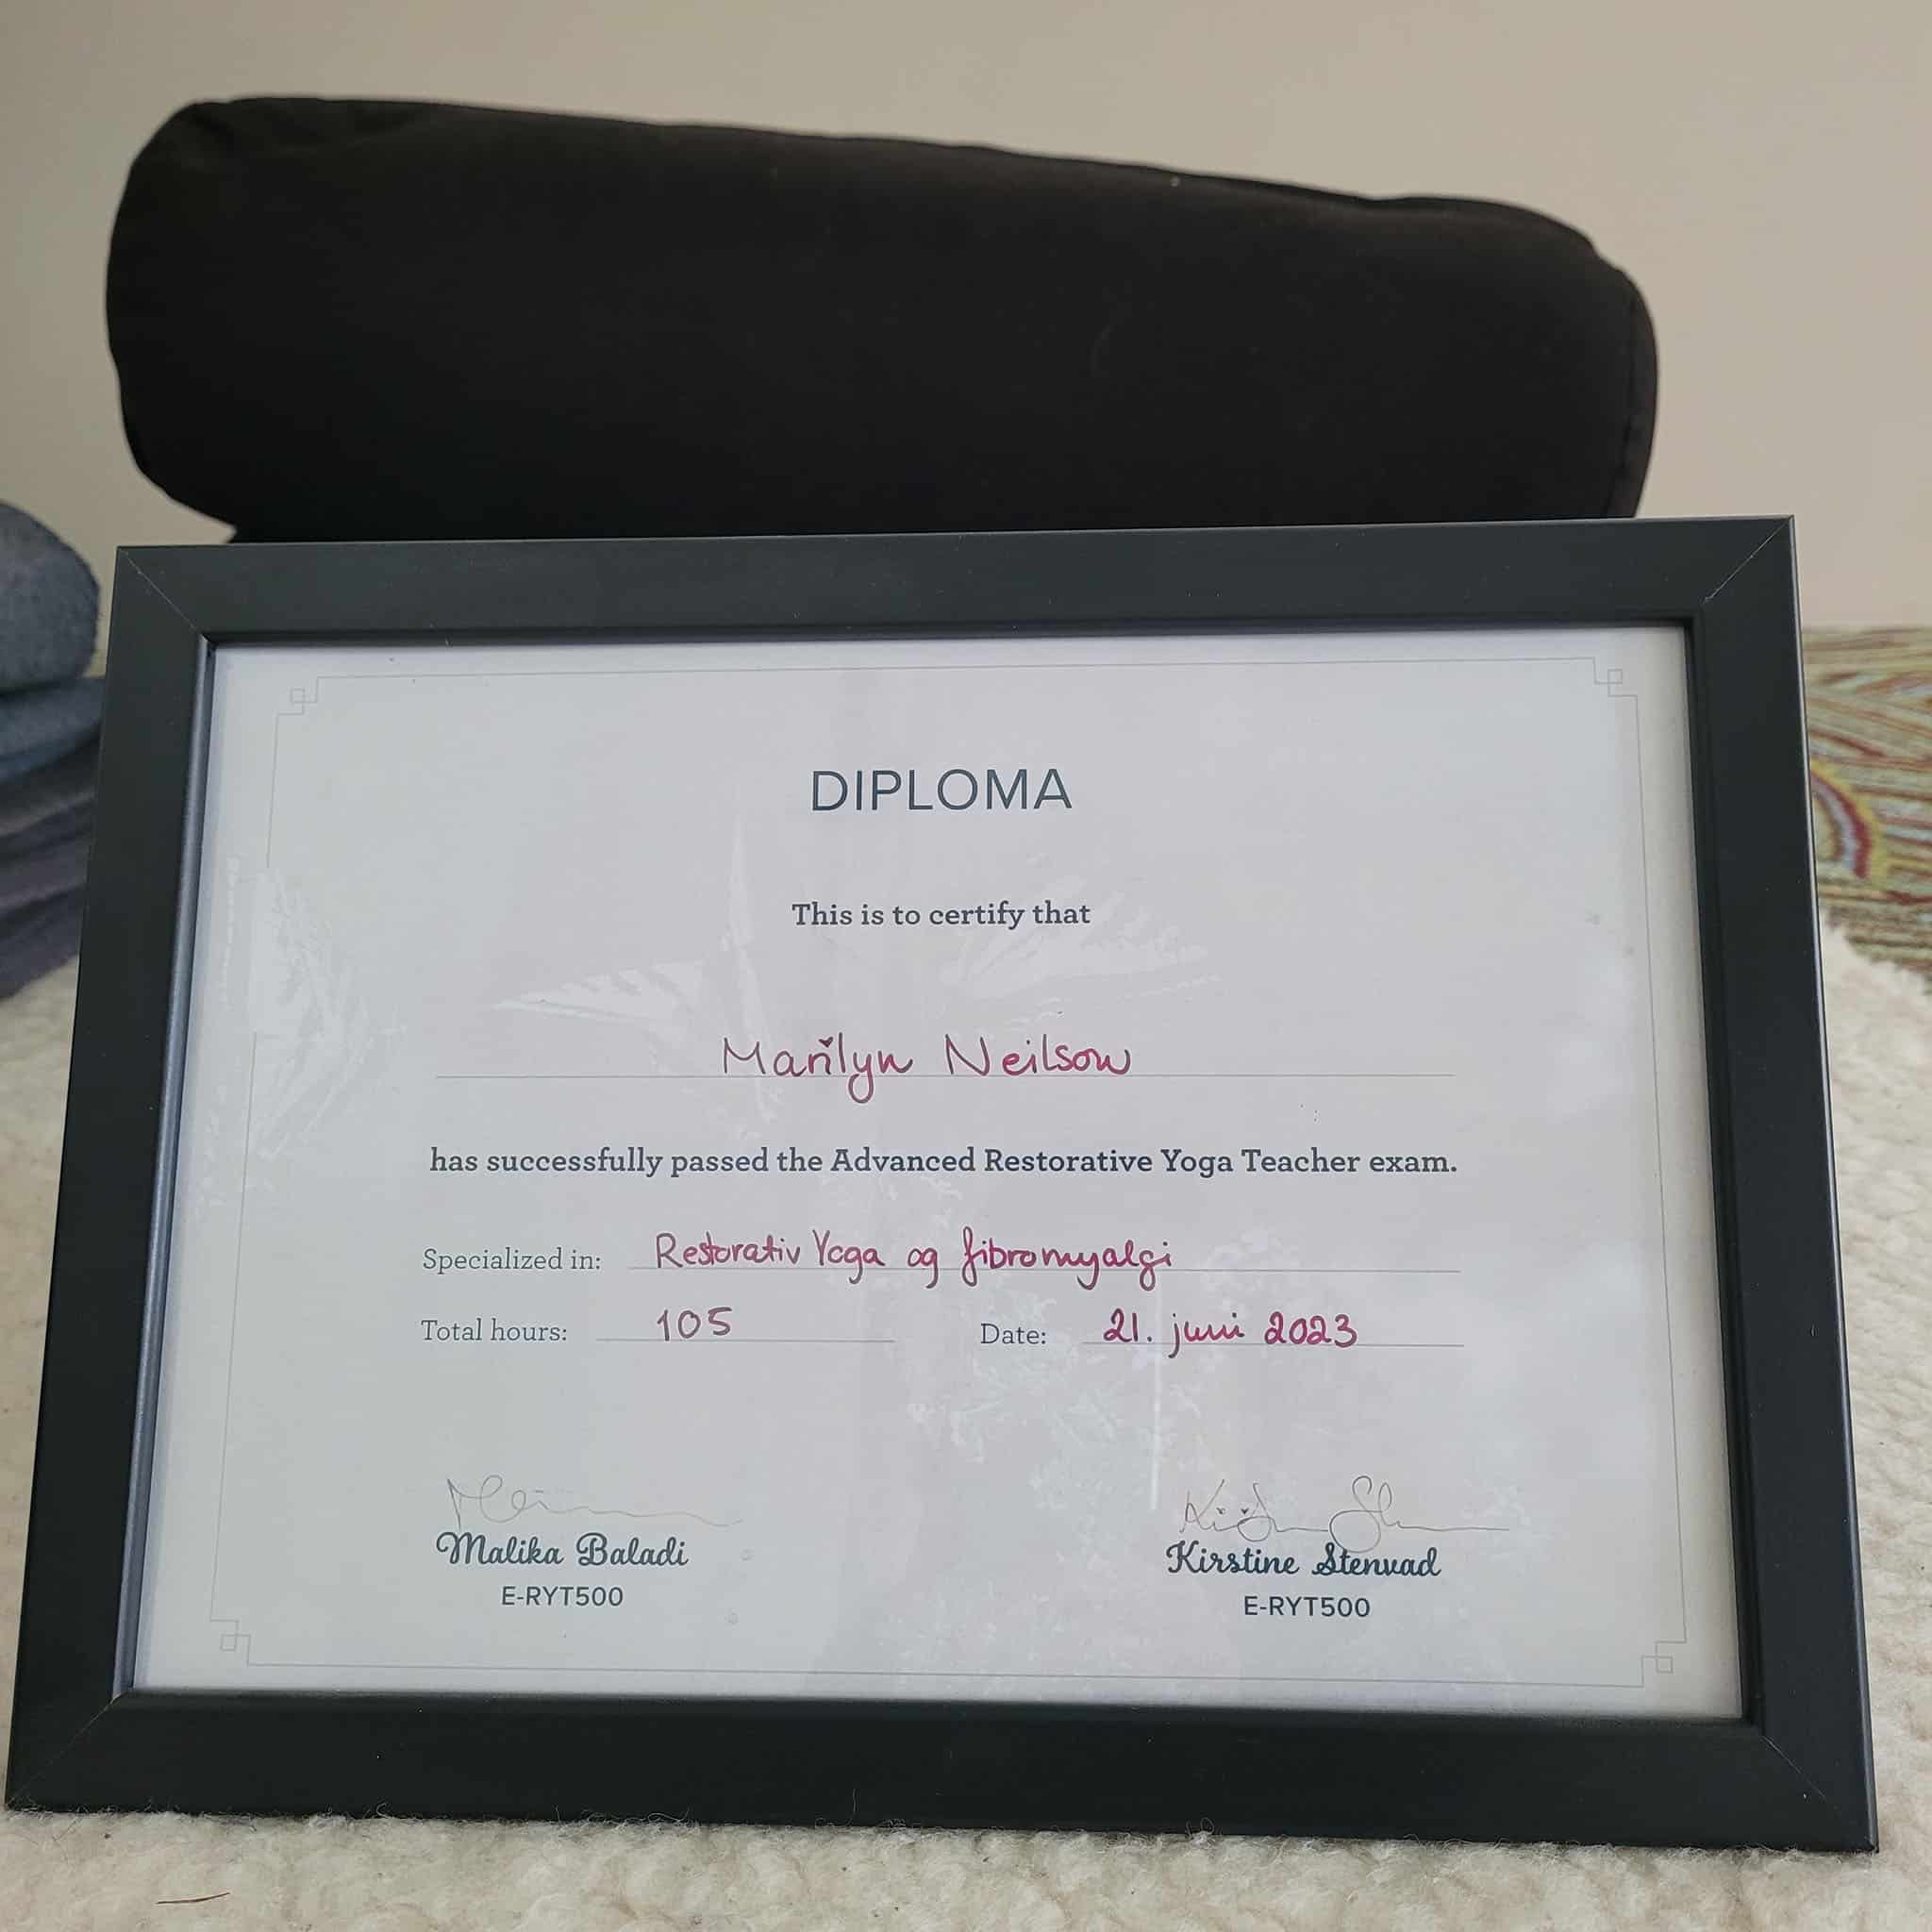 DIPLOMA
This is to certify that
Marilyn Neilson
has successfully passed the Advanced Restorative Yoga Teacher exam.
Specialized in: Restorativ Yoga og fibromyalgi
Total hours: 105 Date: 21. juni 2023
Malika Baladi Kirstine Stenvad
E-RYT500 E-RYT500